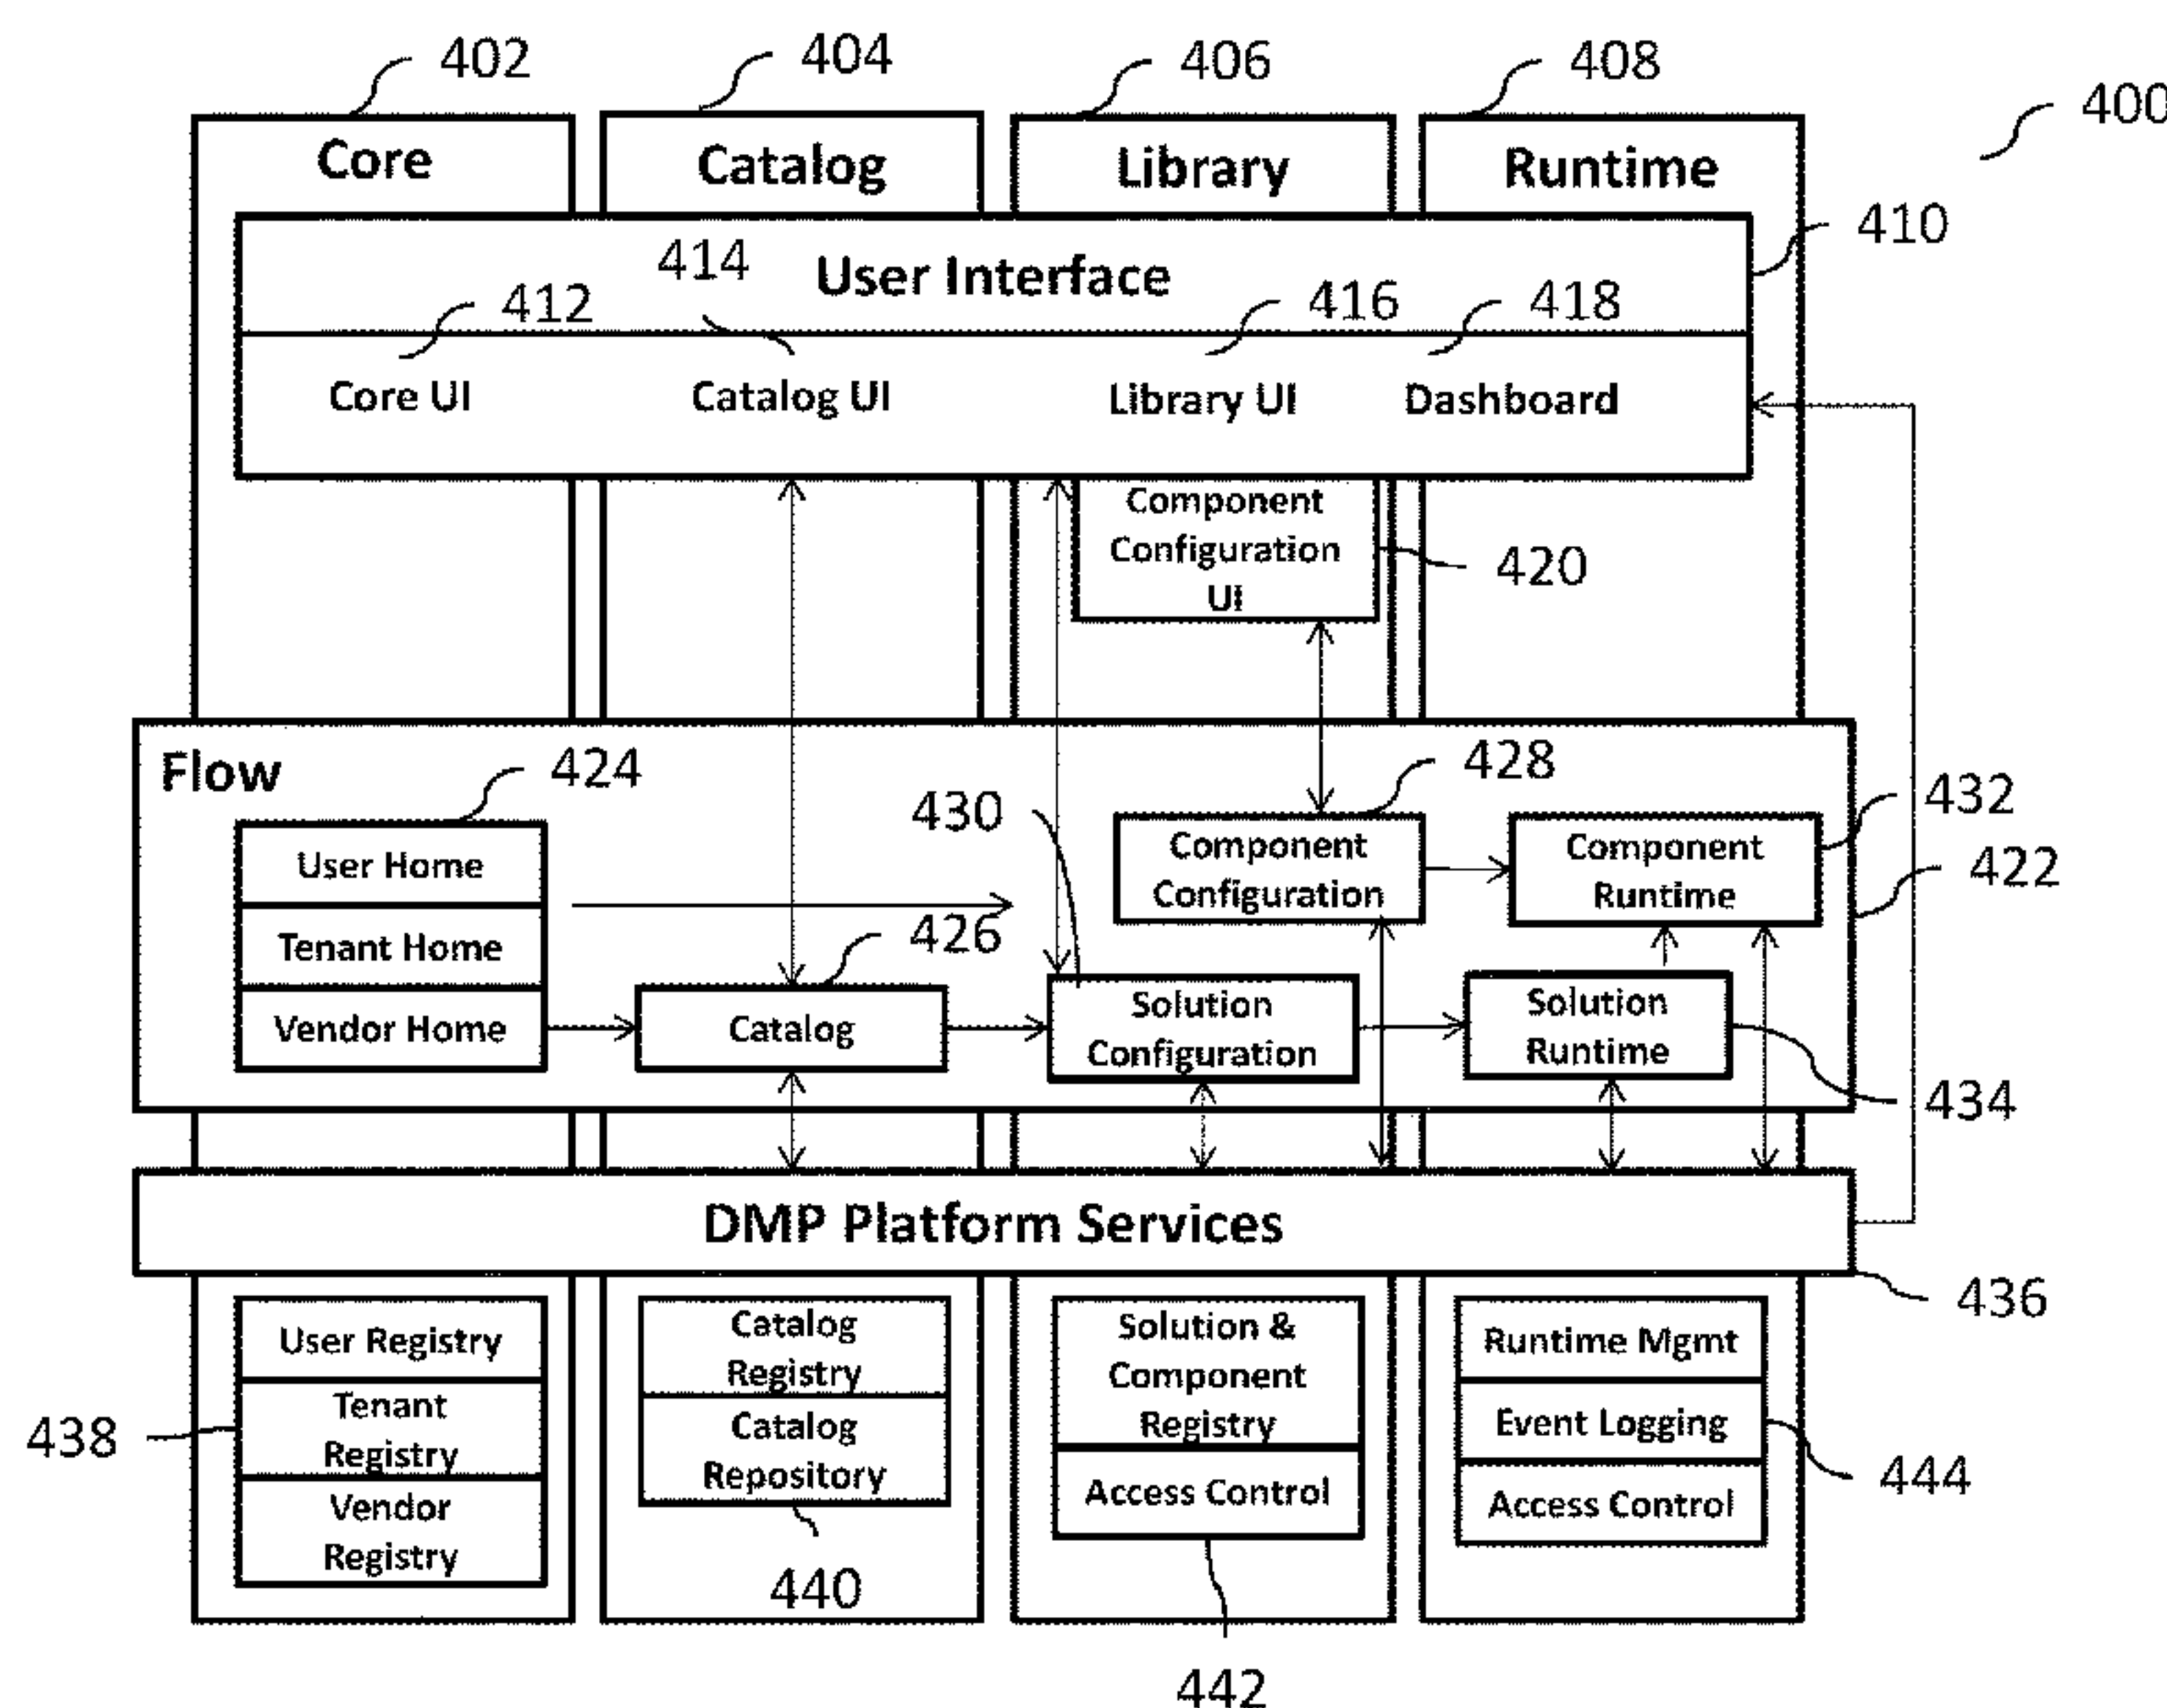 402
404
406
408
400
Core
Catalog
Library
Runtime
410
414
User Interface
412
416
418
Core UI
Catalog UI
Library UI
Dashboard
Component
Configuration
UI
420
Flow
424
430
428
432
User Home
Component
Configuration
Component
Runtime
422
Tenant Home
426
Vendor Home
Catalog
Solution
Configuration
Solution
Runtime
434
DMP Platform Services
436
User Registry
Tenant
Registry
Vendor
Registry
438
Catalog
Registry
Catalog
Repository
440
Solution &
Component
Registry
Access Control
442
Runtime Mgmt
Event Logging
Access Control
444